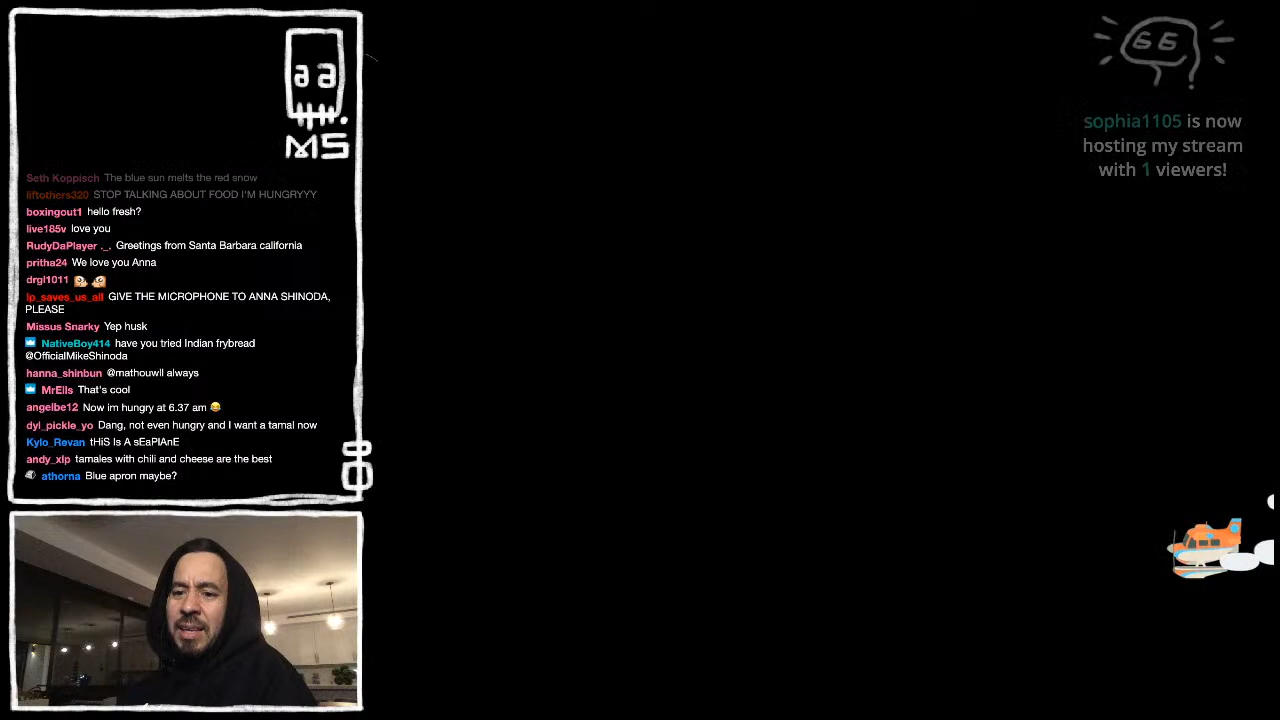 aa
MS
Seth Koppisch The blue sun melts the red snow
liftothers320 STOP TALKING ABOUT FOOD I'M HUNGRYYY
boxingout1 hello fresh?
live185v love you
RudyDaPlayer ._. Greetings from Santa Barbara california
pritha24 We love you Anna
drgl1011
lp_saves_us_all GIVE THE MICROPHONE TO ANNA SHINODA,
PLEASE
Missus Snarky Yep husk
NativeBoy414 have you tried Indian frybread
@OfficialMikeShinoda
hanna_shinbun @mathouwll always
MrEils That's cool
angelbe12 Now im hungry at 6.37 am
dyl_pickle_yo Dang, not even hungry and I want a tamal now
Kylo_Revan tHiS Is A sEaPlAnE
andy_xlp tamales with chili and cheese are the best
athorna Blue apron maybe?
66
sophia1105 is now
hosting my stream
with 1 viewers!